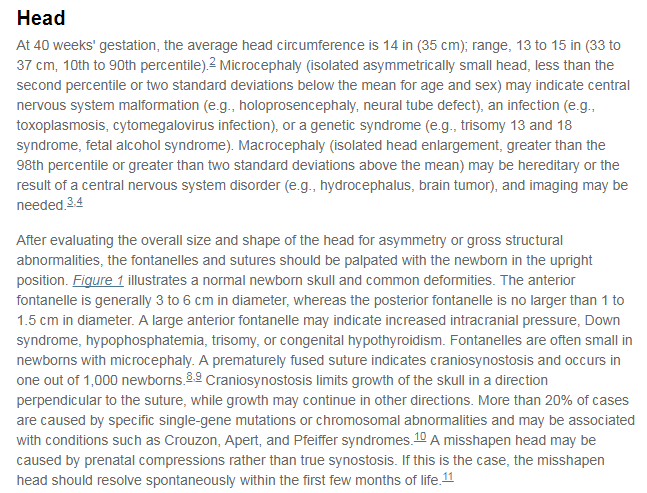 Head
At 40 weeks' gestation, the average head circumference is 14 in (35 cm); range, 13 to 15 in (33 to
37 cm, 10th to 90th percentile).2 Microcephaly (isolated asymmetrically small head, less than the
second percentile or two standard deviations below the mean for age and sex) may indicate central
nervous system malformation (e.g., holoprosencephaly, neural tube defect), an infection (e.g.,
toxoplasmosis, cytomegalovirus infection), or a genetic syndrome (e.g., trisomy 13 and 18
syndrome, fetal alcohol syndrome). Macrocephaly (isolated head enlargement, greater than the
98th percentile or greater than two standard deviations above the mean) may be hereditary or the
result of a central nervous system disorder (e.g., hydrocephalus, brain tumor), and imaging may be
needed.3,4
After evaluating the overall size and shape of the head for asymmetry or gross structural
abnormalities, the fontanelles and sutures should be palpated with the newborn in the upright
position. Figure 1 illustrates a normal newborn skull and common deformities. The anterior
fontanelle is generally 3 to 6 cm in diameter, whereas the posterior fontanelle is no larger than 1 to
1.5 cm in diameter. A large anterior fontanelle may indicate increased intracranial pressure, Down
syndrome, hypophosphatemia, trisomy, or congenital hypothyroidism. Fontanelles are often small in
newborns with microcephaly. A prematurely fused suture indicates craniosynostosis and occurs in
one out of 1,000 newborns.8,9 Craniosynostosis limits growth of the skull in a direction
perpendicular to the suture, while growth may continue in other directions. More than 20% of cases
are caused by specific single-gene mutations or chromosomal abnormalities and may be associated
with conditions such as Crouzon, Apert, and Pfeiffer syndromes.10 A misshapen head may be
caused by prenatal compressions rather than true synostosis. If this is the case, the misshapen
head should resolve spontaneously within the first few months of life.11